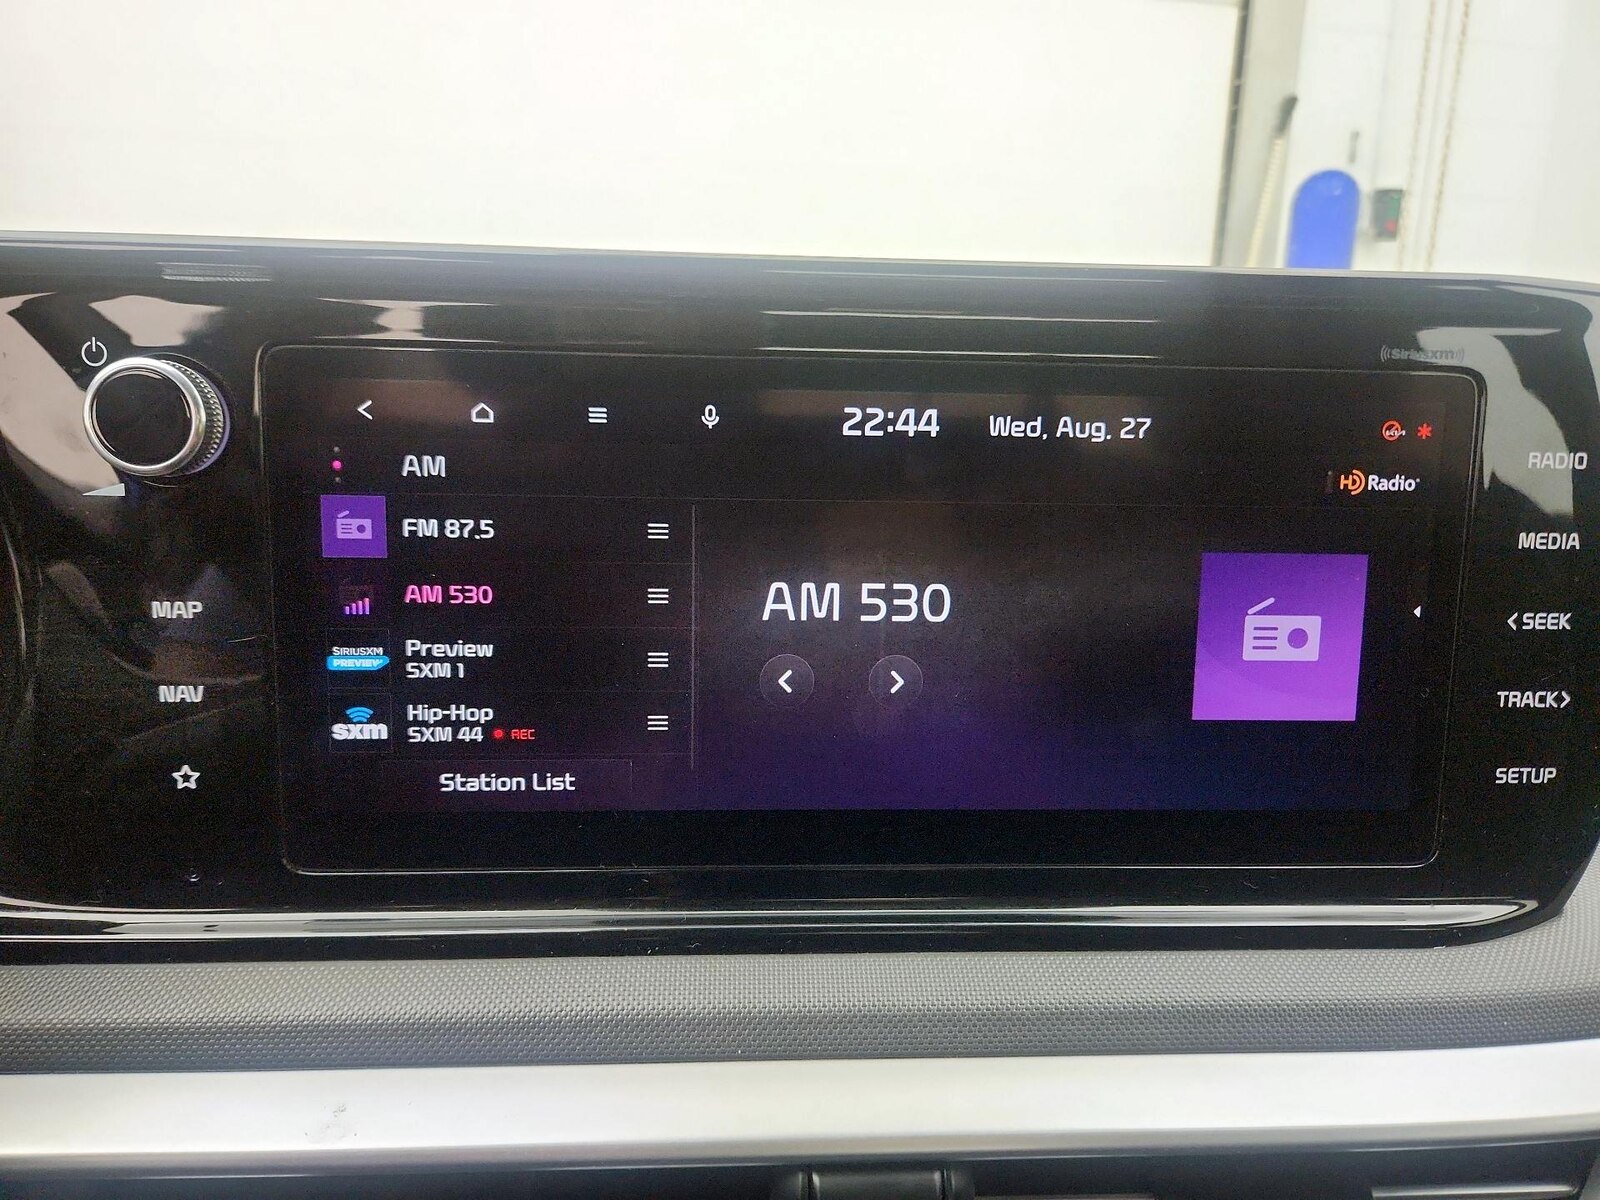 ((SiriusXM))
22:44 Wed, Aug. 27
AM
HD Radio
FM 87.5
AM 530
SIRIUSXM
PREVIEW
Preview
SXM 1
sxm
Hip-Hop
SXM 44 REC
Station List
AM 530
MAP
NAV
RADIO
MEDIA
< SEEK
TRACK >
SETUP